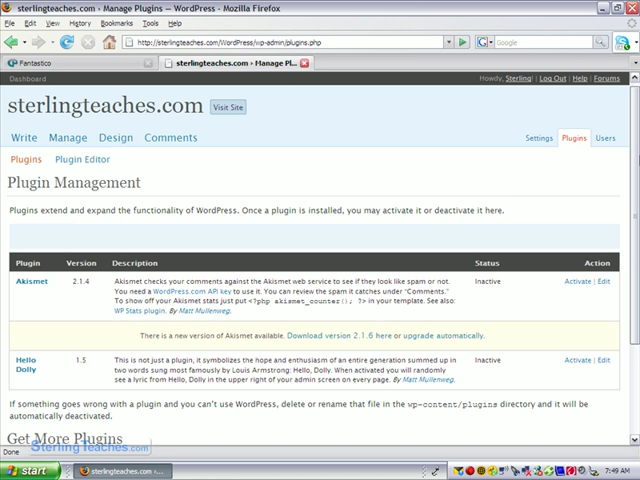 sterlingteaches.com › Manage Plugins — WordPress - Mozilla Firefox
File Edit View History Bookmarks Tools Help
http://sterlingteaches.com/WordPress/wp-admin/plugins.php
Google
Fantastico
sterlingteaches.com › Manage Pl...
Dashboard
Howdy, Sterling! | Log Out | Help | Forums
sterlingteaches.com Visit Site
Write Manage Design Comments
Settings Plugins Users
Plugins Plugin Editor
Plugin Management
Plugins extend and expand the functionality of WordPress. Once a plugin is installed, you may activate it or deactivate it here.
Plugin Version Description Status Action
Akismet 2.1.4 Akismet checks your comments against the Akismet web service to see if they look like spam or not. Inactive Activate | Edit
You need a WordPress.com API key to use it. You can review the spam it catches under "Comments."
To show off your Akismet stats just put <?php akismet_counter(); ?> in your template. See also:
WP Stats plugin. By Matt Mullenweg.
There is a new version of Akismet available. Download version 2.1.6 here or upgrade automatically.
Hello Dolly 1.5 This is not just a plugin, it symbolizes the hope and enthusiasm of an entire generation summed up in Inactive Activate | Edit
two words sung most famously by Louis Armstrong: Hello, Dolly. When activated you will randomly
see a lyric from Hello, Dolly in the upper right of your admin screen on every page. By Matt Mullenweg.
If something goes wrong with a plugin and you can't use WordPress, delete or rename that file in the wp-content/plugins directory and it will be
automatically deactivated.
Get More Plugins
SterlingTeaches.com
Done
start
sterlingteaches.com ›...
7:49 AM